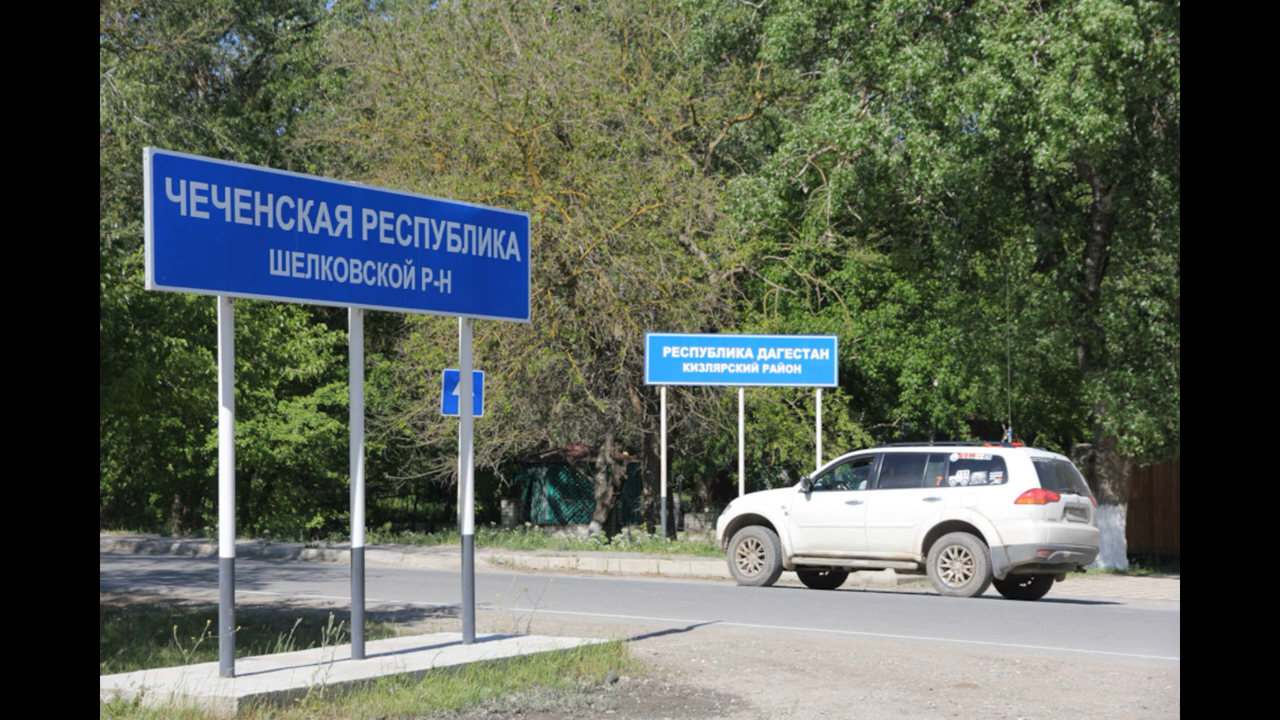 ЧЕЧЕНСКАЯ РЕСПУБЛИКА
ШЕЛКОВСКОЙ Р-Н
РЕСПУБЛИКА ДАГЕСТАН
КИЗЛЯРСКИЙ РАЙОН